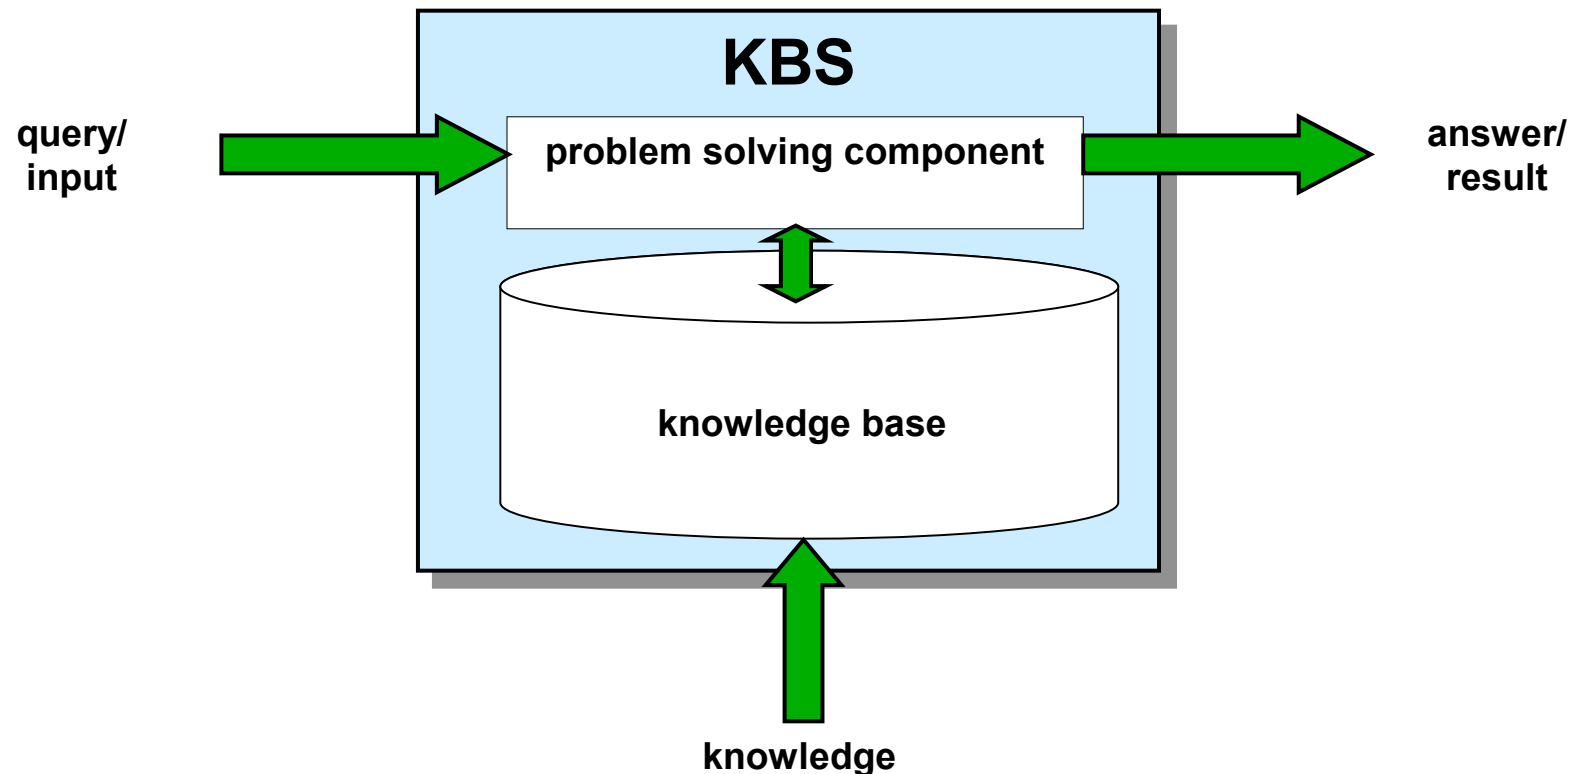 KBS
query/
input
problem solving component
answer/
result
knowledge base
knowledge